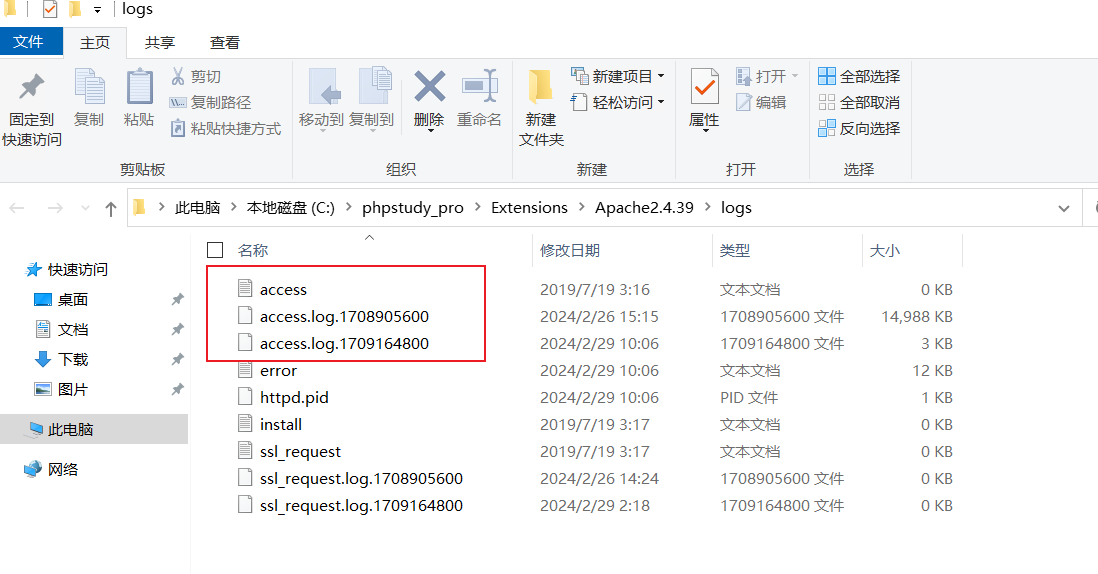 logs
文件 主页 共享 查看
固定到快速访问 复制 粘贴 剪切 复制路径 粘贴快捷方式 移动到 复制到 删除 重命名 新建文件夹 新建项目 轻松访问 属性 打开 编辑 全部选择 全部取消 反向选择
剪贴板 组织 新建 打开 选择
此电脑 本地磁盘 (C:) phpstudy_pro Extensions Apache2.4.39 logs
名称 修改日期 类型 大小
快速访问
桌面
文档
下载
图片
此电脑
网络
access 2019/7/19 3:16 文本文档 0 KB
access.log.1708905600 2024/2/26 15:15 1708905600 文件 14,988 KB
access.log.1709164800 2024/2/29 10:06 1709164800 文件 3 KB
error 2024/2/29 10:06 文本文档 12 KB
httpd.pid 2024/2/29 10:06 PID 文件 1 KB
install 2019/7/19 3:17 文本文档 0 KB
ssl_request 2019/7/19 3:17 文本文档 0 KB
ssl_request.log.1708905600 2024/2/26 14:24 1708905600 文件 0 KB
ssl_request.log.1709164800 2024/2/29 2:18 1709164800 文件 0 KB